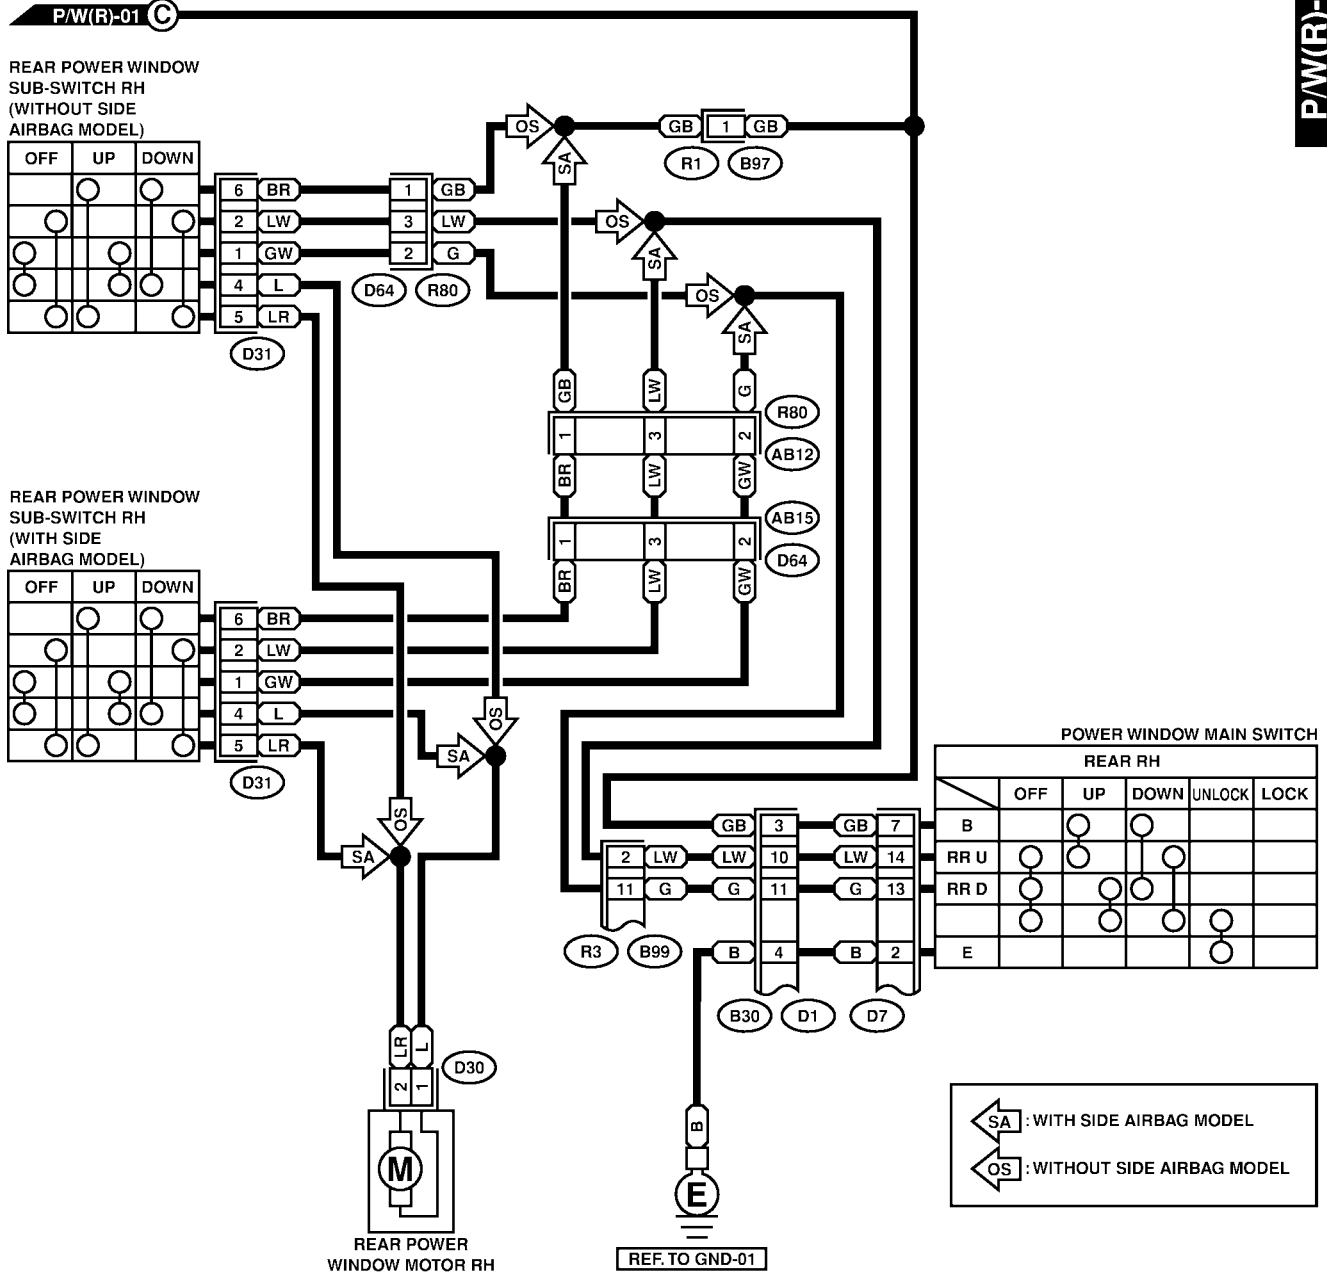 P/W(R)-01 C
P/W(R)-
REAR POWER WINDOW
SUB-SWITCH RH
(WITHOUT SIDE
AIRBAG MODEL)
OFF UP DOWN
6 BR 1 GB
2 LW 3 LW
1 GW 2 G
4 L
5 LR
D64 R80
D31
OS
SA
GB 1 GB
R1 B97
OS
SA
OS
SA
GB LW G
R80
1 3 2
AB12
BR LW GW
AB15
1 3 2
D64
BR LW GW
REAR POWER WINDOW
SUB-SWITCH RH
(WITH SIDE
AIRBAG MODEL)
OFF UP DOWN
6 BR
2 LW
1 GW
4 L
5 LR
D31
OS
SA
OS
SA
POWER WINDOW MAIN SWITCH
REAR RH
OFF UP DOWN UNLOCK LOCK
GB 3 GB 7 B
2 LW LW 10 LW 14 RR U
11 G G 11 G 13 RR D
B 4 B 2 E
R3 B99
B30 D1 D7
LR L
D30
2 1
M
REAR POWER
WINDOW MOTOR RH
B
E
REF. TO GND-01
SA : WITH SIDE AIRBAG MODEL
OS : WITHOUT SIDE AIRBAG MODEL